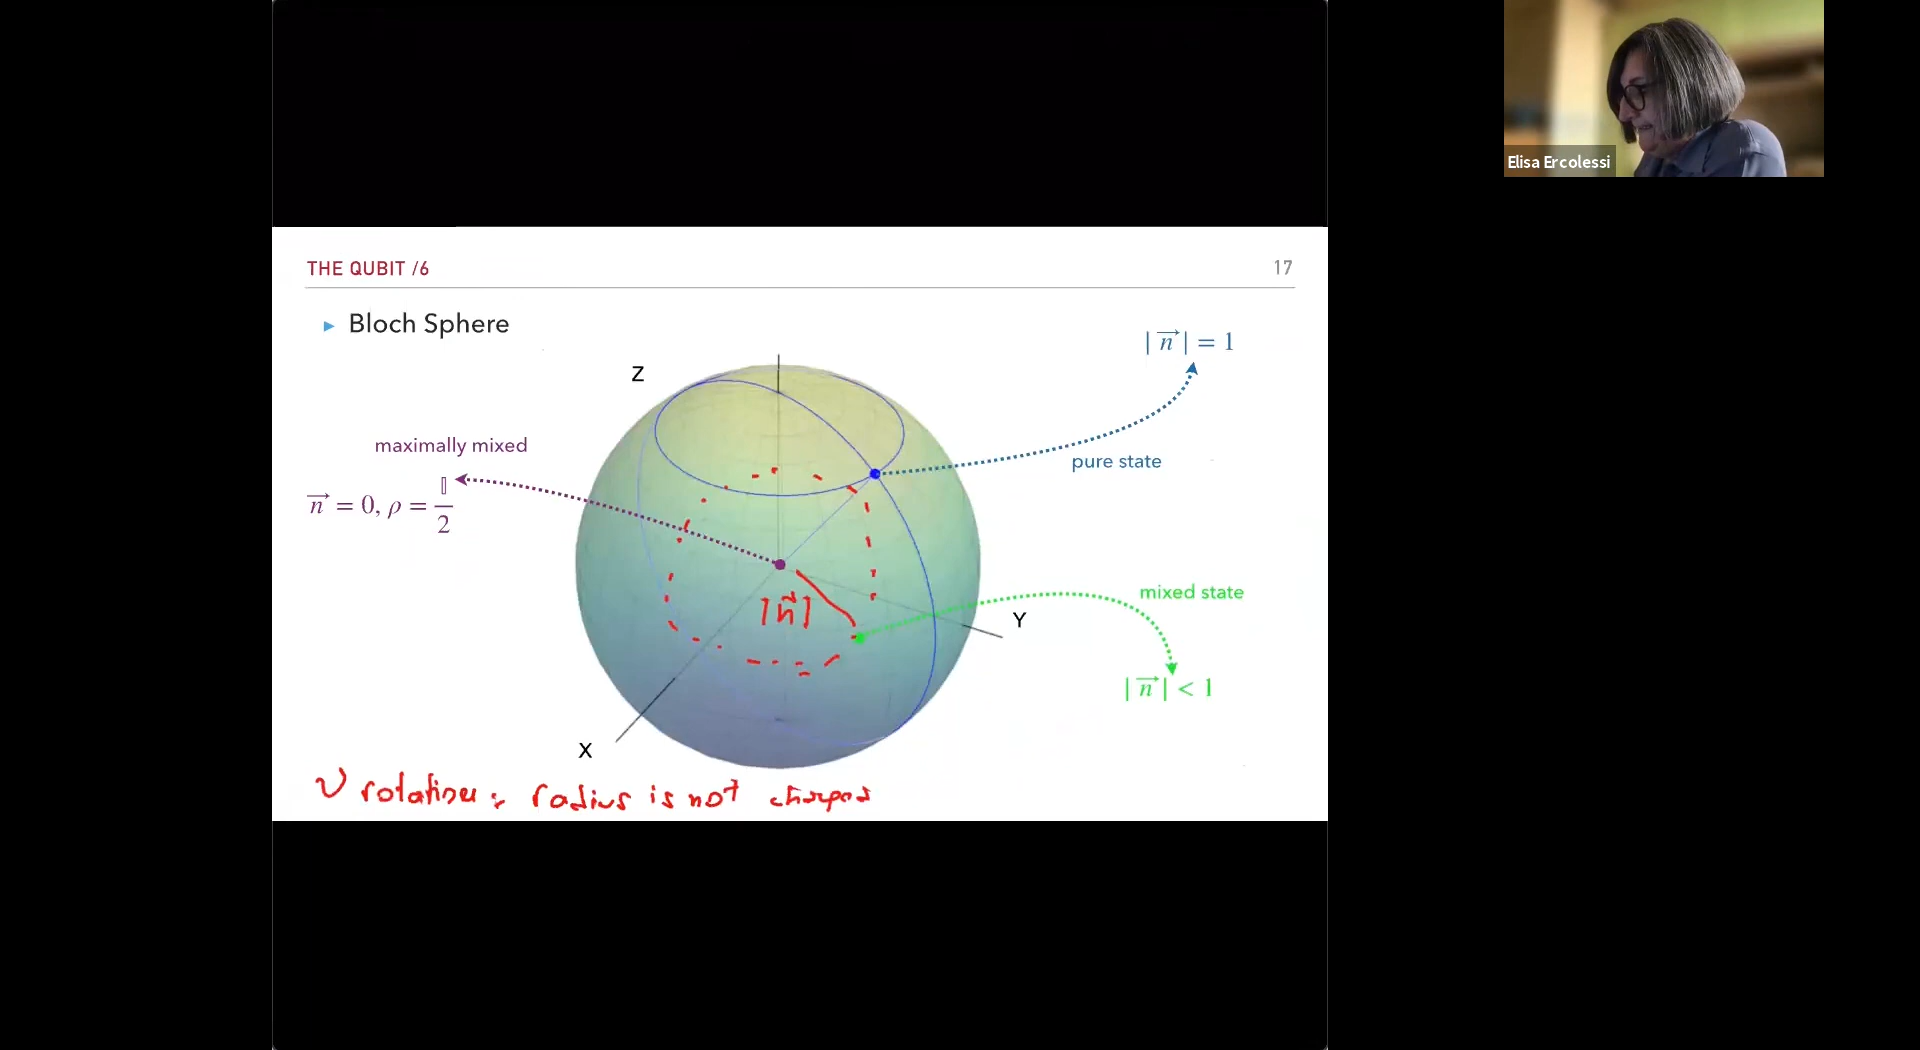 Elisa Ercolessi
THE QUBIT /6
17
▸ Bloch Sphere
|n⃗| = 1
Z
maximally mixed
pure state
n⃗ = 0, ρ = 𝕀/2
mixed state
|n⃗|
Y
|n⃗| < 1
X
U rotation: radius is not changed